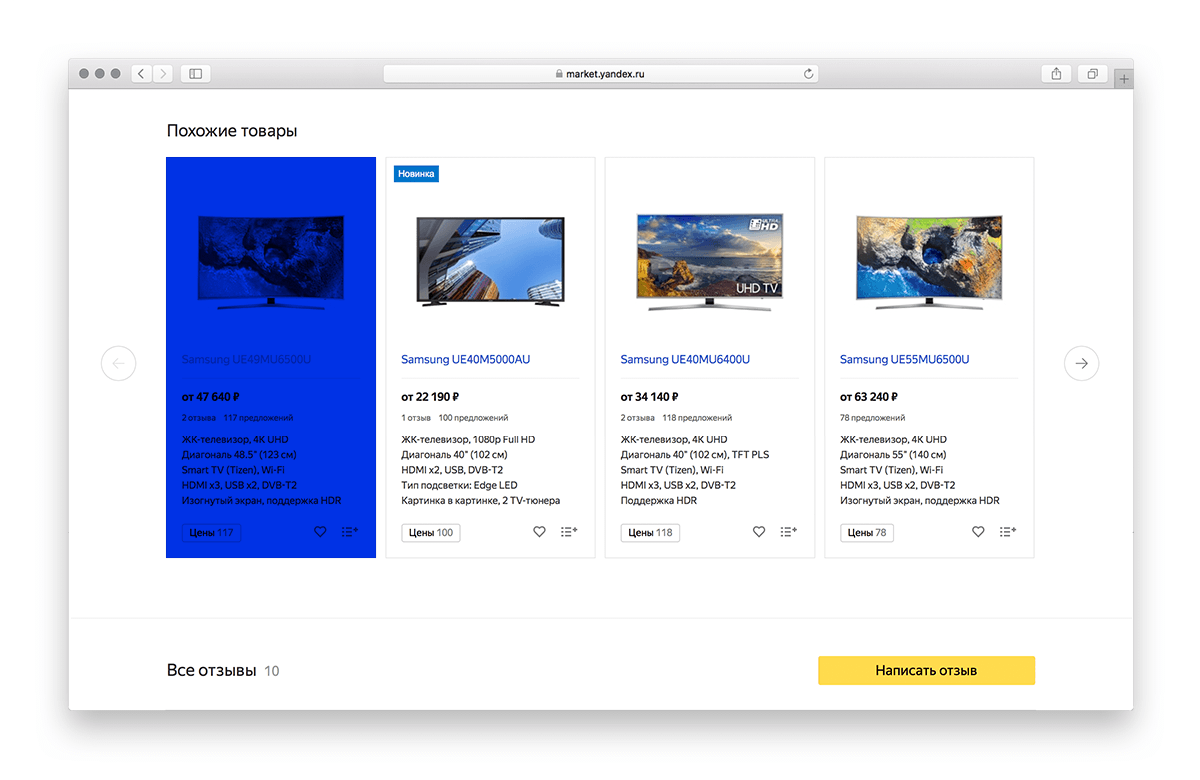 market.yandex.ru
Похожие товары
Samsung UE49MU6500U
от 47 640 ₽
2 отзыва 117 предложений
ЖК-телевизор, 4K UHD
Диагональ 48.5" (123 см)
Smart TV (Tizen), Wi-Fi
HDMI x3, USB x2, DVB-T2
Изогнутый экран, поддержка HDR
Цены 117
Новинка
Samsung UE40M5000AU
от 22 190 ₽
1 отзыв 100 предложений
ЖК-телевизор, 1080p Full HD
Диагональ 40" (102 см)
HDMI x2, USB, DVB-T2
Тип подсветки: Edge LED
Картинка в картинке, 2 TV-тюнера
Цены 100
ULTRA
HD
UHD TV
Samsung UE40MU6400U
от 34 140 ₽
2 отзыва 118 предложений
ЖК-телевизор, 4K UHD
Диагональ 40" (102 см), TFT PLS
Smart TV (Tizen), Wi-Fi
HDMI x3, USB x2, DVB-T2
Поддержка HDR
Цены 118
Samsung UE55MU6500U
от 63 240 ₽
78 предложений
ЖК-телевизор, 4K UHD
Диагональ 55" (140 см)
Smart TV (Tizen), Wi-Fi
HDMI x3, USB x2, DVB-T2
Изогнутый экран, поддержка HDR
Цены 78
Все отзывы 10
Написать отзыв